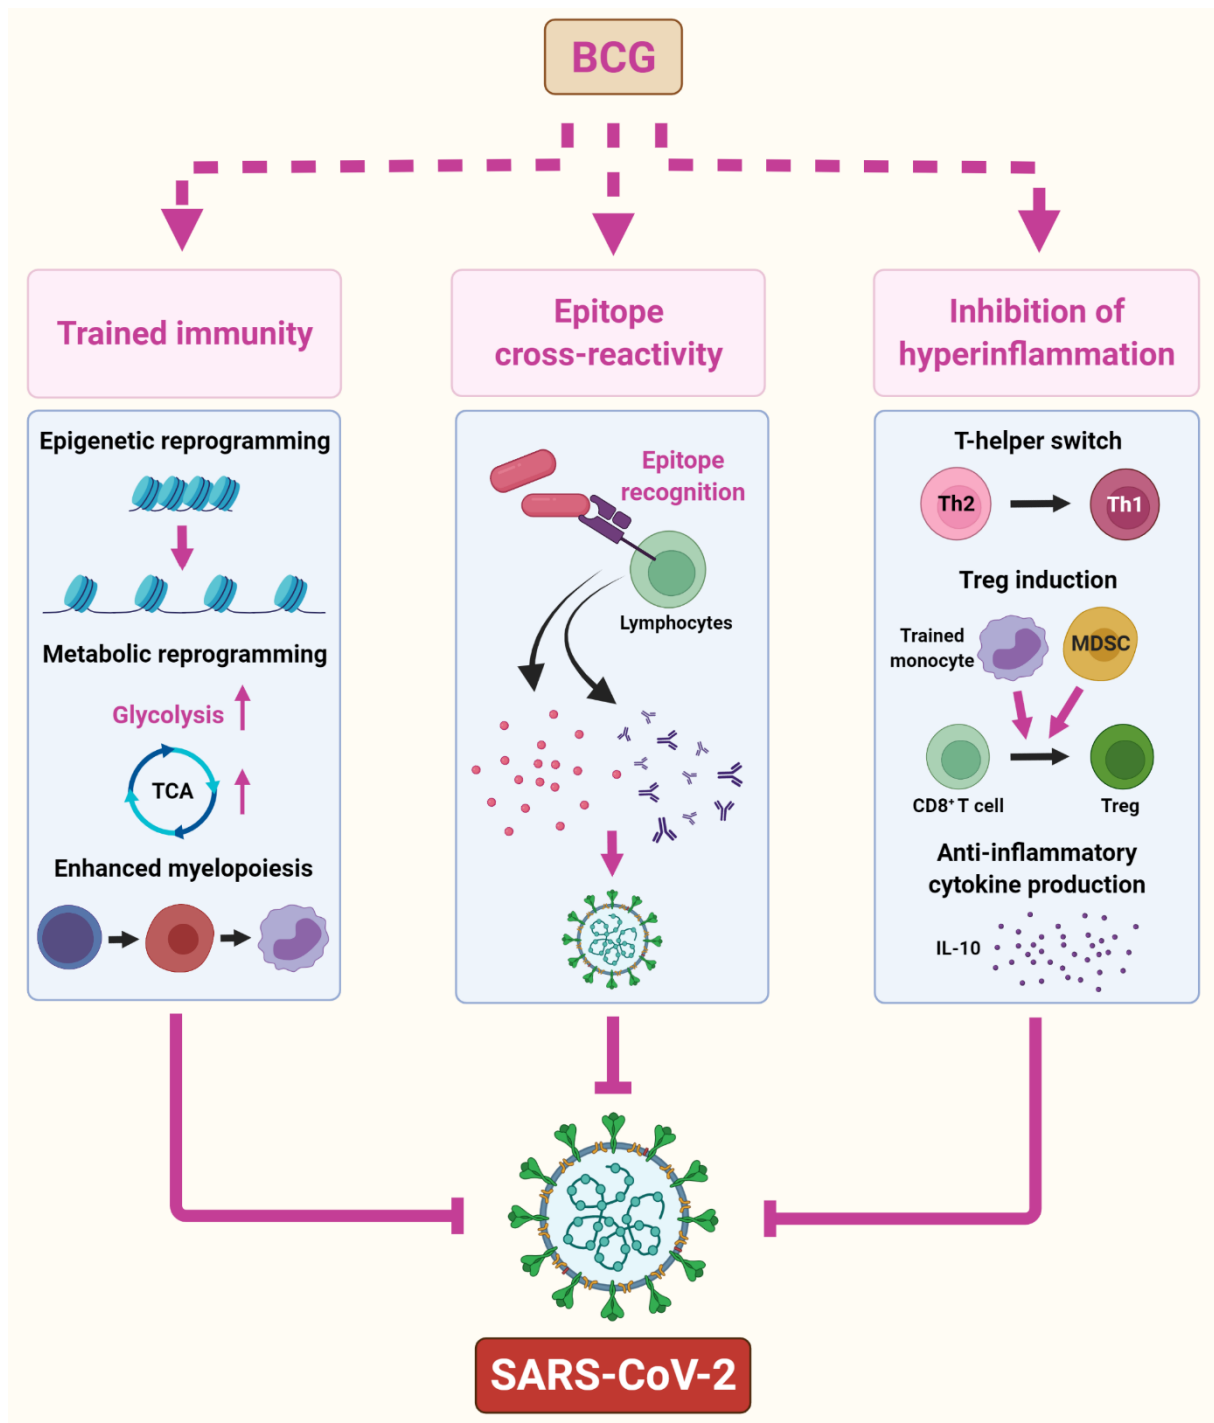 BCG
Trained immunity
Epigenetic reprogramming
Metabolic reprogramming
Glycolysis
TCA
Enhanced myelopoiesis
Epitope
cross-reactivity
Epitope
recognition
Lymphocytes
Inhibition of
hyperinflammation
T-helper switch
Th2
Th1
Treg induction
Trained
monocyte
MDSC
CD8⁺ T cell
Treg
Anti-inflammatory
cytokine production
IL-10
SARS-CoV-2